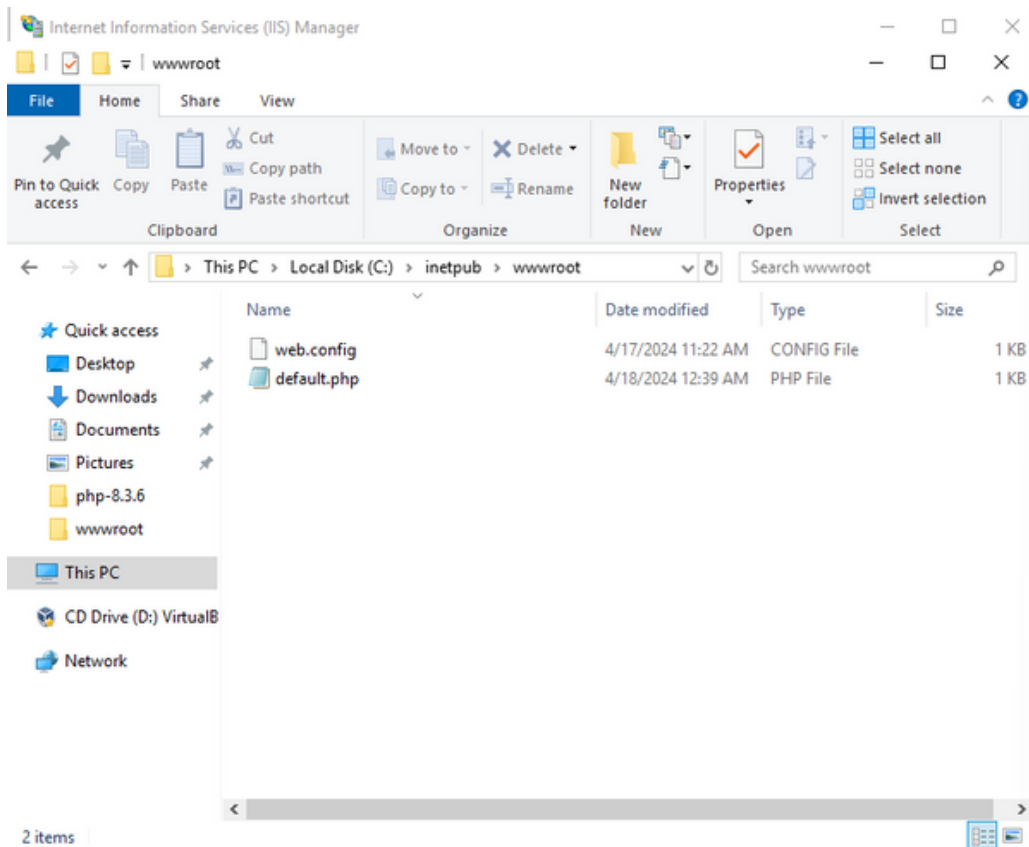 Internet Information Services (IIS) Manager
wwwroot
File Home Share View
Pin to Quick access
Copy
Paste
Cut
Copy path
Paste shortcut
Clipboard
Move to
Copy to
Delete
Rename
Organize
New folder
New
Properties
Open
Select all
Select none
Invert selection
Select
This PC > Local Disk (C:) > inetpub > wwwroot
Search wwwroot
Quick access
Desktop
Downloads
Documents
Pictures
php-8.3.6
wwwroot
This PC
CD Drive (D:) VirtualB
Network
Name Date modified Type Size
web.config 4/17/2024 11:22 AM CONFIG File 1 KB
default.php 4/18/2024 12:39 AM PHP File 1 KB
2 items